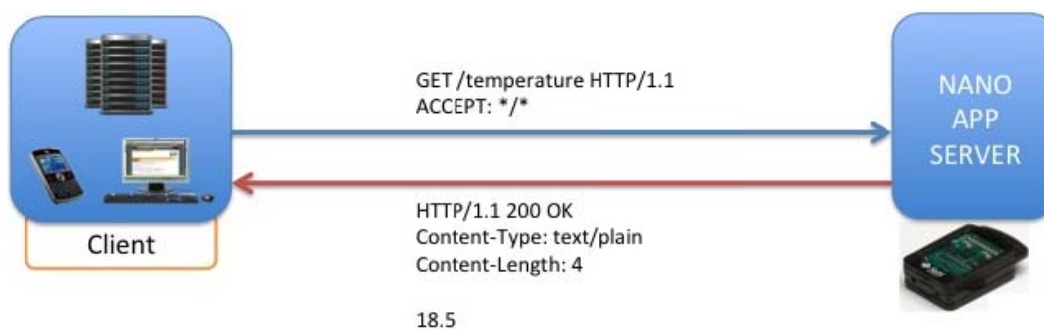 GET /temperature HTTP/1.1
ACCEPT: */*
NANO
APP
SERVER
HTTP/1.1 200 OK
Content-Type: text/plain
Content-Length: 4
18.5
Client